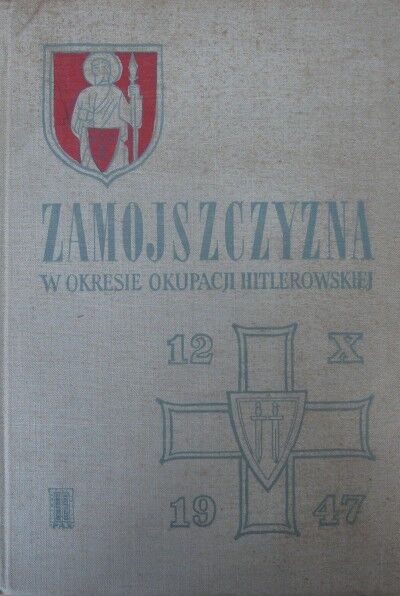 ZAMOJSZCZYZNA
W OKRESIE OKUPACJI HITLEROWSKIEJ
12 X
19 47